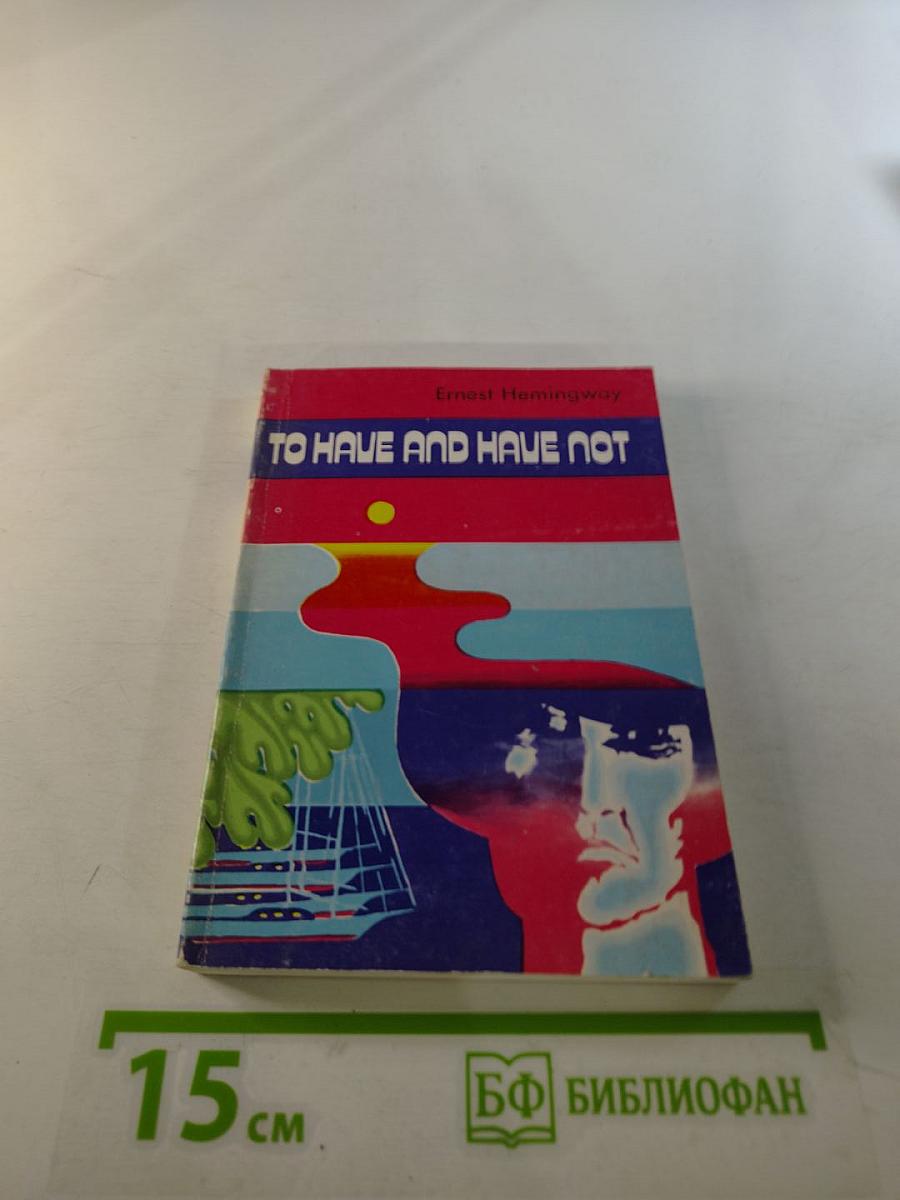 Ernest Hemingway
TO HAVE AND HAVE NOT
15 см
БФ БИБЛИОФАН